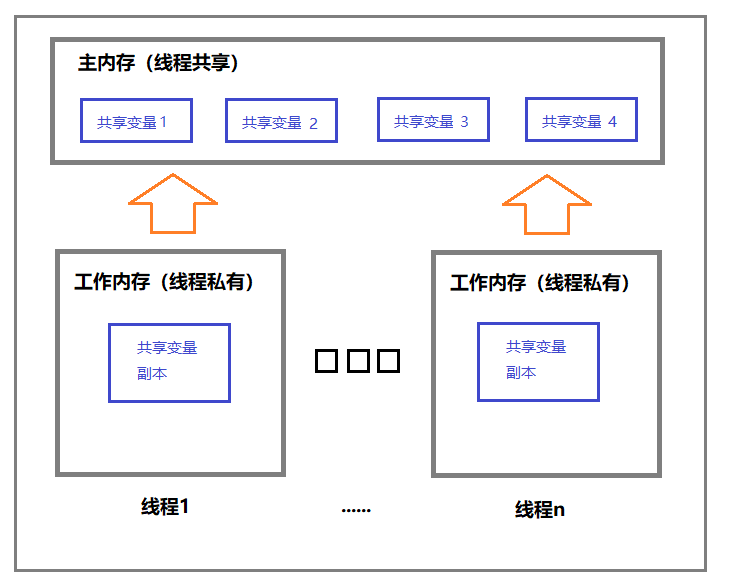 主内存（线程共享）
共享变量1
共享变量 2
共享变量 3
共享变量 4
工作内存（线程私有）
工作内存（线程私有）
共享变量
副本
共享变量
副本
线程1
......
线程n